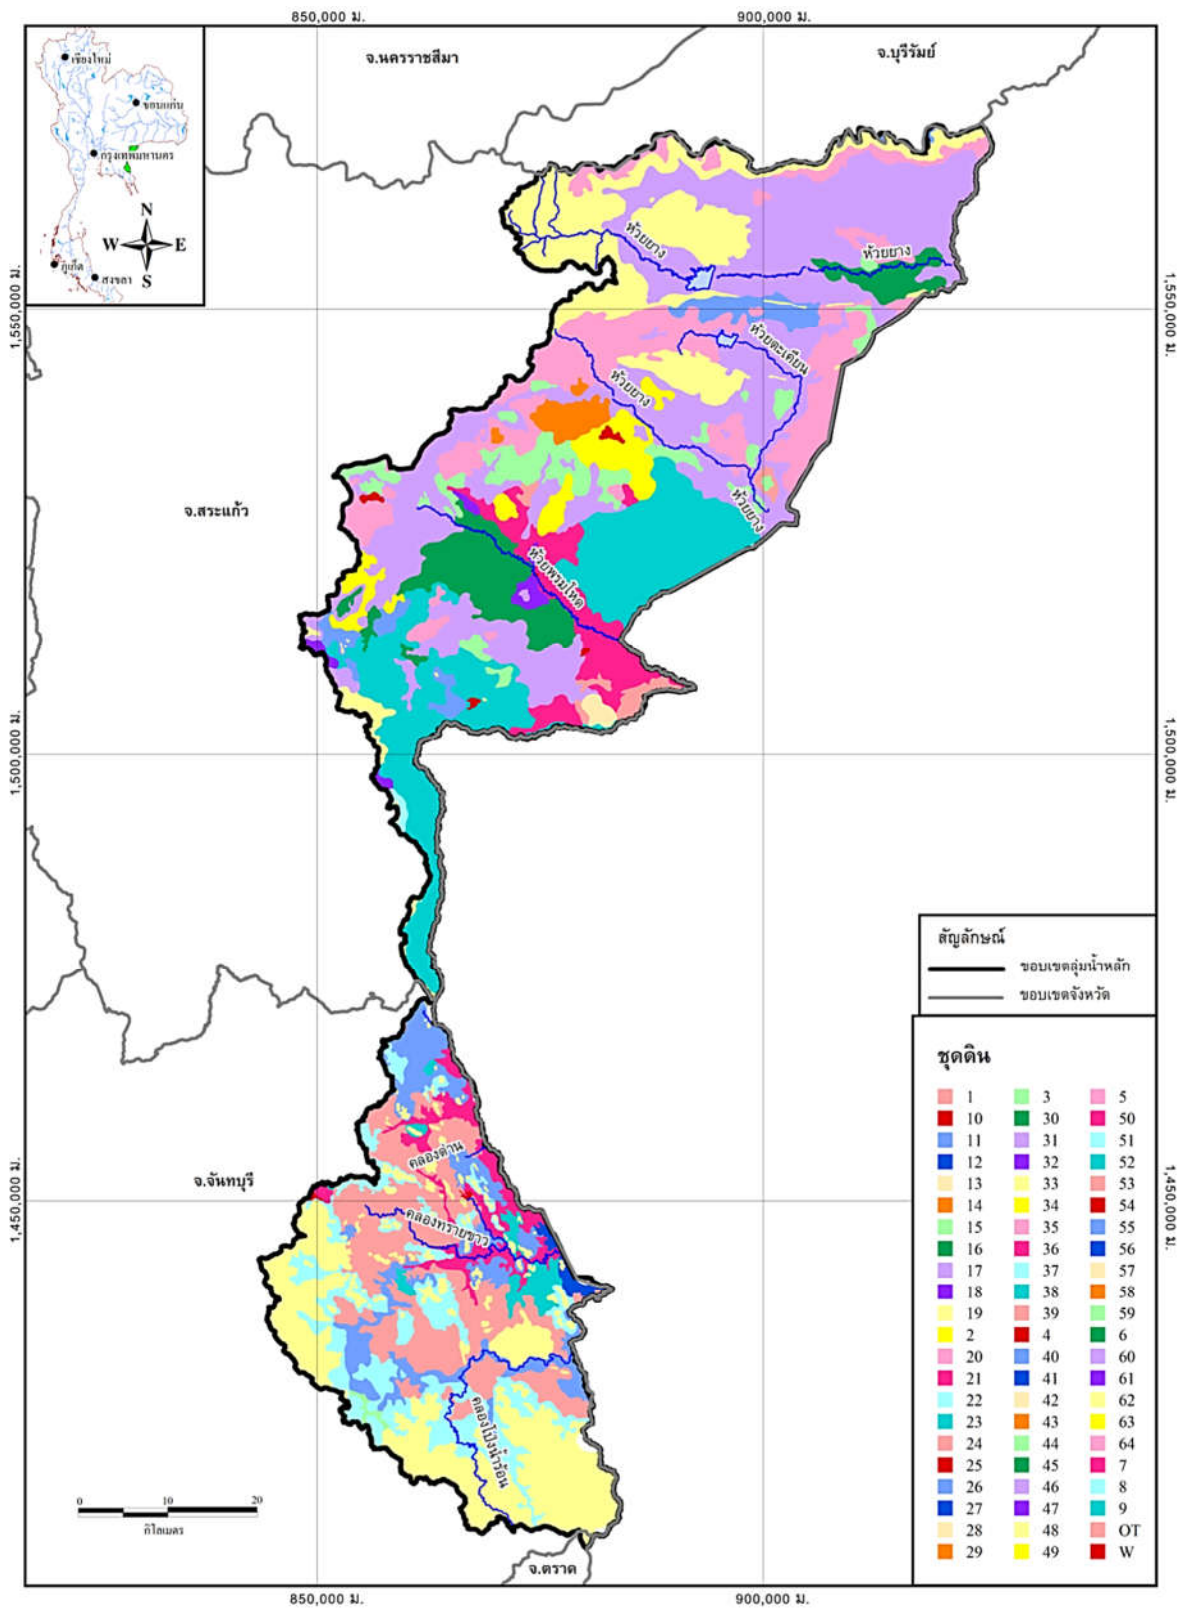 850,000 ม.
900,000 ม.
จ.นครราชสีมา
จ.บุรีรัมย์
เชียงใหม่
ขอนแก่น
กรุงเทพมหานคร
ภูเก็ต
สงขลา
N
W
E
S
1,550,000 ม.
1,550,000 ม.
ห้วยยาง
ห้วยยาง
ห้วยตะเคียน
ห้วยยาง
ห้วยยาง
จ.สระแก้ว
ห้วยพรมโหด
1,500,000 ม.
1,500,000 ม.
จ.จันทบุรี
คลองด่าน
คลองทรายขาว
คลองโป่งน้ำร้อน
1,450,000 ม.
1,450,000 ม.
จ.ตราด
0 10 20
กิโลเมตร
850,000 ม.
900,000 ม.
สัญลักษณ์
ขอบเขตลุ่มน้ำหลัก
ขอบเขตจังหวัด
ชุดดิน
1 3 5
10 30 50
11 31 51
12 32 52
13 33 53
14 34 54
15 35 55
16 36 56
17 37 57
18 38 58
19 39 59
2 4 6
20 40 60
21 41 61
22 42 62
23 43 63
24 44 64
25 45 7
26 46 8
27 47 9
28 48 OT
29 49 W